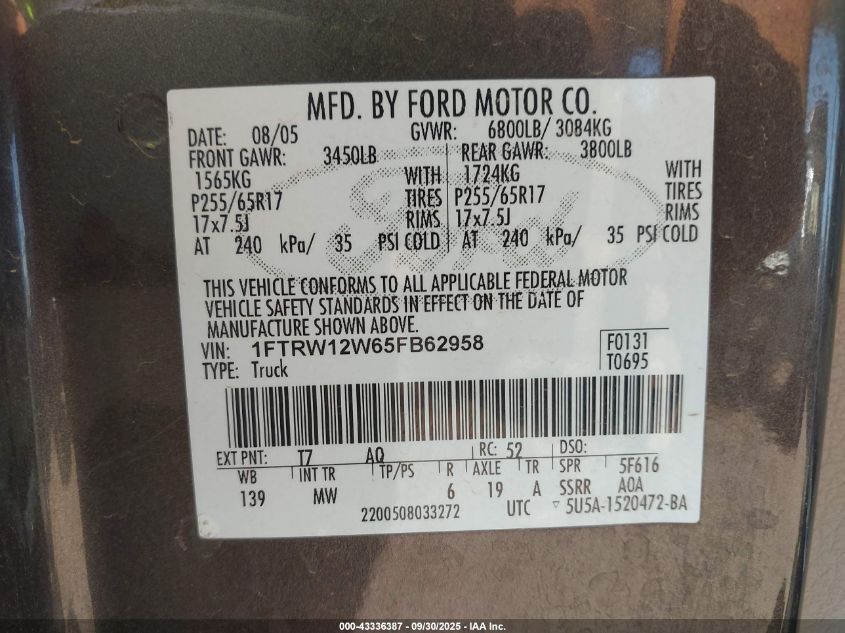 MFD. BY FORD MOTOR CO.
DATE: 08/05 GVWR: 6800LB/ 3084KG
FRONT GAWR: 3450LB REAR GAWR: 3800LB
1565KG WITH 1724KG WITH
P255/65R17 TIRES P255/65R17 TIRES
17x7.5J RIMS 17x7.5J RIMS
AT 240 kPa/ 35 PSI COLD AT 240 kPa/ 35 PSI COLD
Ford
THIS VEHICLE CONFORMS TO ALL APPLICABLE FEDERAL MOTOR
VEHICLE SAFETY STANDARDS IN EFFECT ON THE DATE OF
MANUFACTURE SHOWN ABOVE.
VIN: 1FTRW12W65FB62958 F0131
TYPE: Truck T0695
EXT PNT: T7 AQ RC: 52 DSO:
WB INT TR TP/PS R AXLE TR SPR 5F616
139 MW 6 19 A SSRR AOA
2200508033272 UTC ▽ 5U5A-1520472-BA
000-43336387 - 09/30/2025 - IAA Inc.